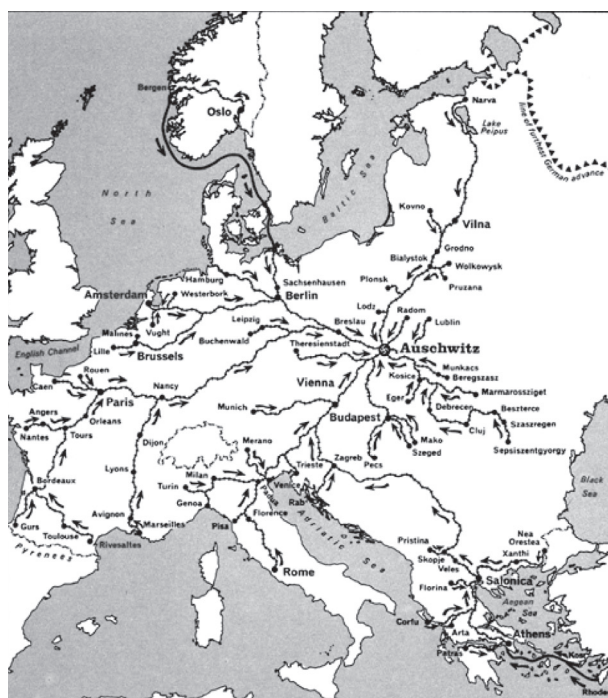 Bergen
Oslo
Narva
Lake
Peipus
line of furthest German advance
North
Sea
Baltic Sea
Kovno
Vilna
Grodno
Bialystok
Wolkowysk
Plonsk
Pruzana
Hamburg
Sachsenhausen
Amsterdam
Westerbork
Berlin
Lodz
Radom
Lublin
Vught
Leipzig
Breslau
Malines
Buchenwald
Theresienstadt
Auschwitz
English Channel
Lille
Brussels
Munkacs
Kosice
Beregszasz
Rouen
Nancy
Vienna
Eger
Marmarossziget
Caen
Paris
Munich
Debrecen
Beszterce
Angers
Orleans
Budapest
Cluj
Szaszregen
Nantes
Tours
Dijon
Merano
Mako
Sepsiszentgyorgy
Szeged
Zagreb
Pecs
Trieste
Lyons
Milan
Venice
Bordeaux
Turin
Padua
Rab
Black
Sea
Genoa
Florence
Adriatic Sea
Avignon
Marseilles
Pisa
Pristina
Nea
Orestea
Gurs
Toulouse
Rivesaltes
Skopje
Xanthi
Pyrenees
Rome
Veles
Florina
Salonica
Aegean
Sea
Corfu
Arta
Athens
Patras
Kos
Rhodes